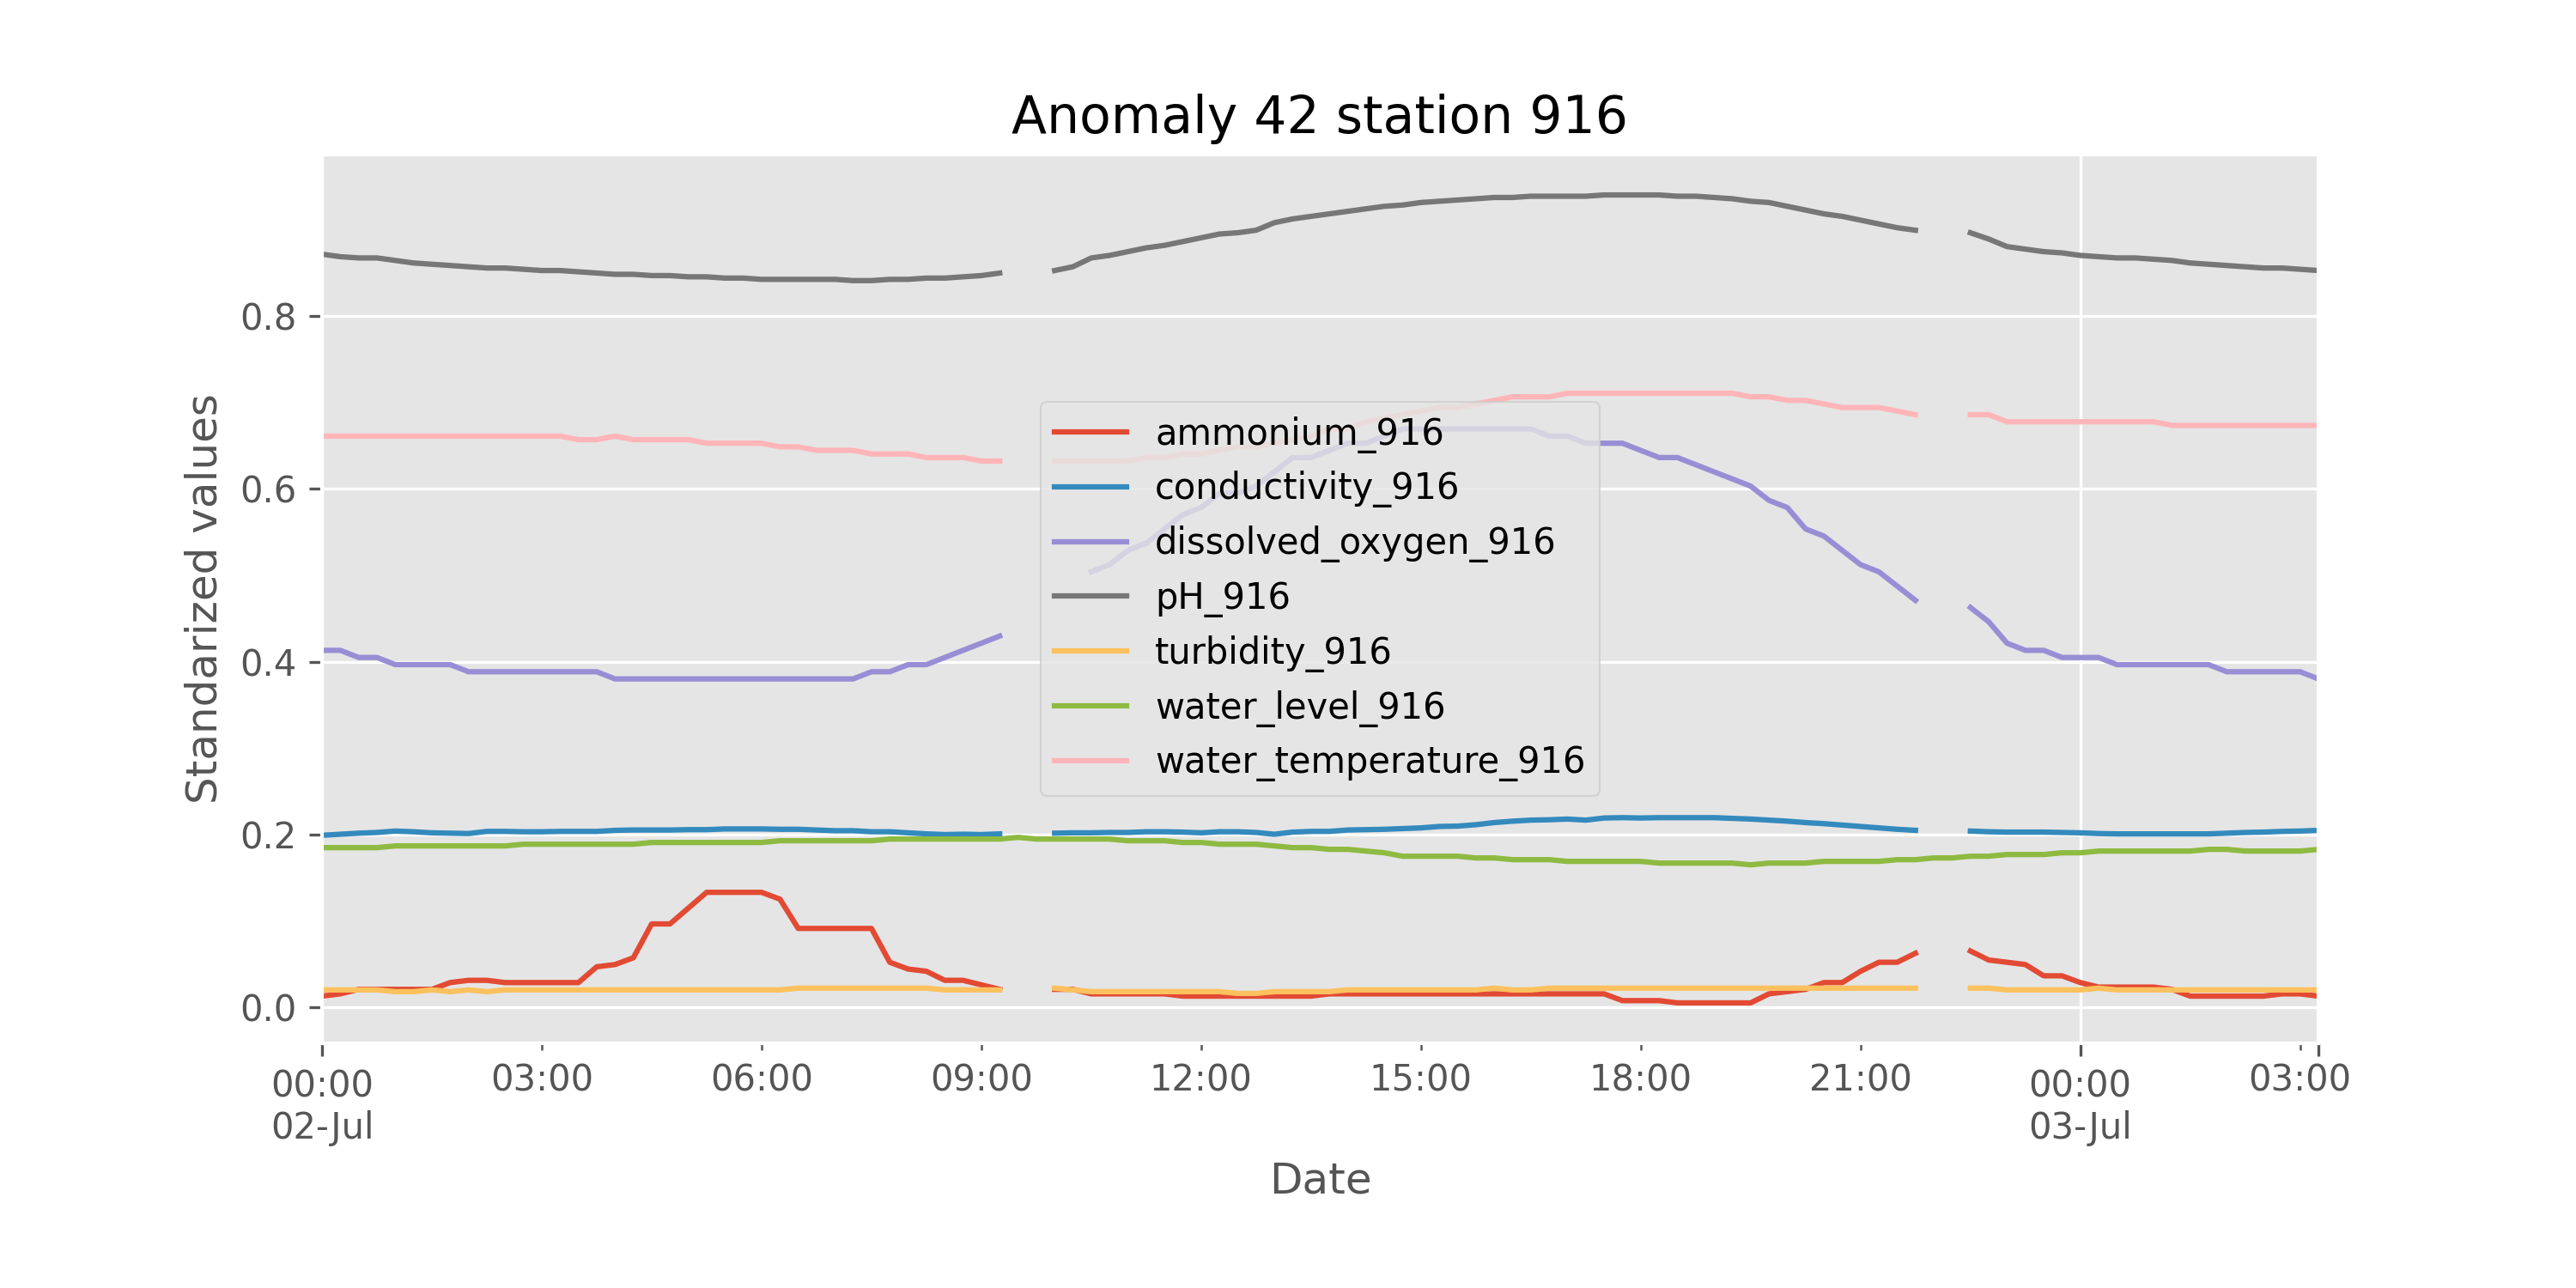 Anomaly 42 station 916
Standarized values
0.8
0.6
0.4
0.2
0.0
ammonium_916
conductivity_916
dissolved_oxygen_916
pH_916
turbidity_916
water_level_916
water_temperature_916
00:00 03:00 06:00 09:00 12:00 15:00 18:00 21:00 00:00 03:00
02-Jul 03-Jul
Date